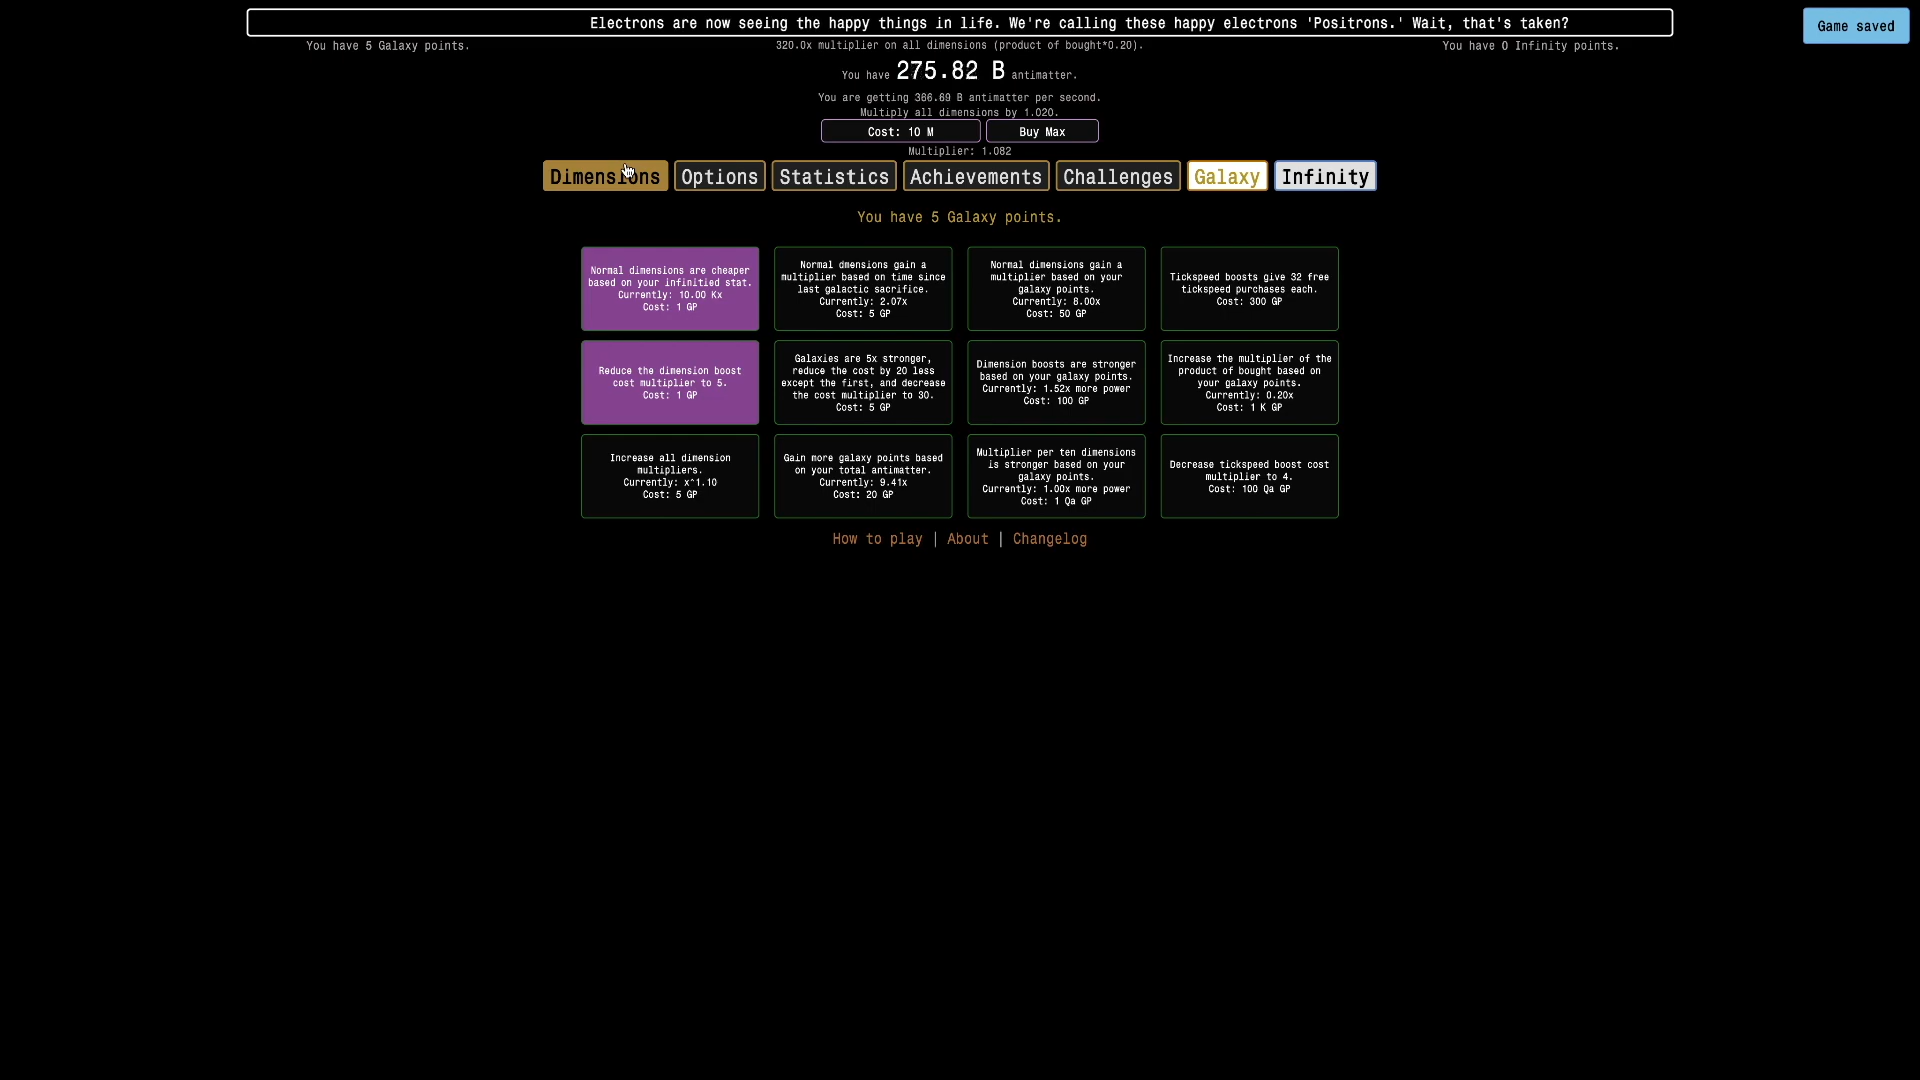 Electrons are now seeing the happy things in life. We're calling these happy electrons 'Positrons.' Wait, that's taken?
Game saved
You have 5 Galaxy points.
320.0x multiplier on all dimensions (product of bought*0.20).
You have 0 Infinity points.
You have 275.82 B antimatter.
You are getting 366.69 B antimatter per second.
Multiply all dimensions by 1.020.
Cost: 10 M
Buy Max
Multiplier: 1.082
Dimensions
Options
Statistics
Achievements
Challenges
Galaxy
Infinity
You have 5 Galaxy points.
Normal dimensions are cheaper
based on your infinitied stat.
Currently: 10.00 Kx
Cost: 1 GP
Normal dmensions gain a
multiplier based on time since
last galactic sacrifice.
Currently: 2.07x
Cost: 5 GP
Normal dimensions gain a
multiplier based on your
galaxy points.
Currently: 8.00x
Cost: 50 GP
Tickspeed boosts give 32 free
tickspeed purchases each.
Cost: 300 GP
Reduce the dimension boost
cost multiplier to 5.
Cost: 1 GP
Galaxies are 5x stronger,
reduce the cost by 20 less
except the first, and decrease
the cost multiplier to 30.
Cost: 5 GP
Dimension boosts are stronger
based on your galaxy points.
Currently: 1.52x more power
Cost: 100 GP
Increase the multiplier of the
product of bought based on
your galaxy points.
Currently: 0.20x
Cost: 1 K GP
Increase all dimension
multipliers.
Currently: x^1.10
Cost: 5 GP
Gain more galaxy points based
on your total antimatter.
Currently: 9.41x
Cost: 20 GP
Multiplier per ten dimensions
is stronger based on your
galaxy points.
Currently: 1.00x more power
Cost: 1 Qa GP
Decrease tickspeed boost cost
multiplier to 4.
Cost: 100 Qa GP
How to play | About | Changelog